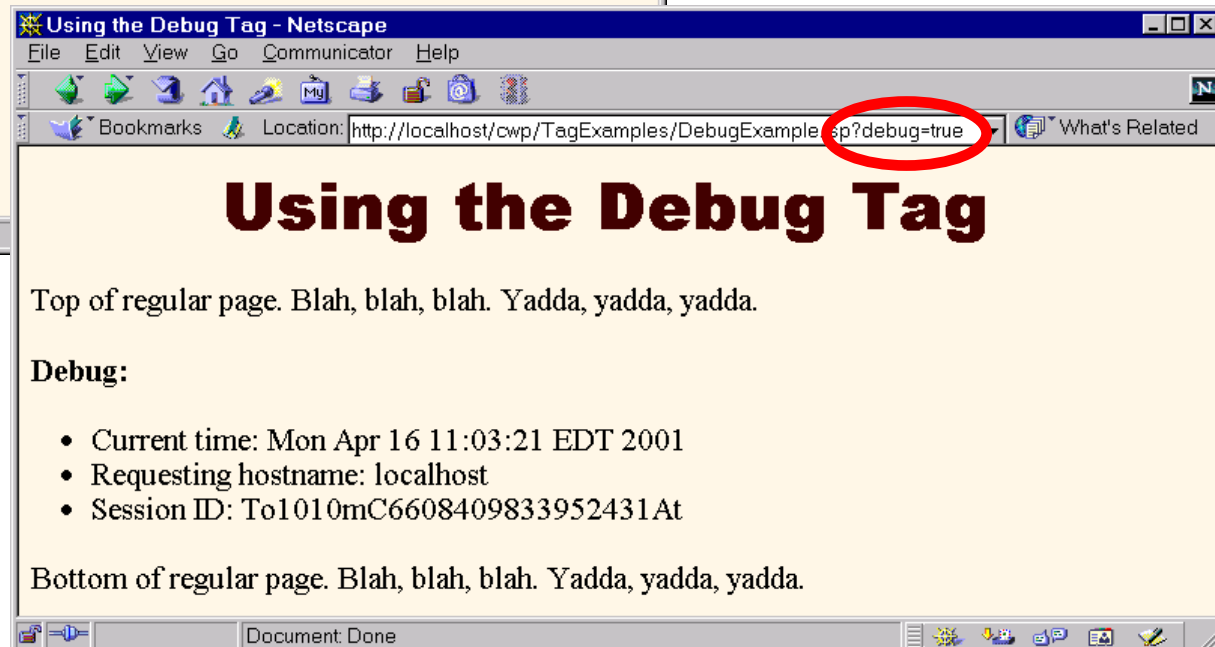 Using the Debug Tag - Netscape
File Edit View Go Communicator Help
My
N
Bookmarks Location: http://localhost/cwp/TagExamples/DebugExample.sp?debug=true What's Related
Using the Debug Tag
Top of regular page. Blah, blah, blah. Yadda, yadda, yadda.
Debug:
• Current time: Mon Apr 16 11:03:21 EDT 2001
• Requesting hostname: localhost
• Session ID: To1010mC6608409833952431At
Bottom of regular page. Blah, blah, blah. Yadda, yadda, yadda.
Document: Done